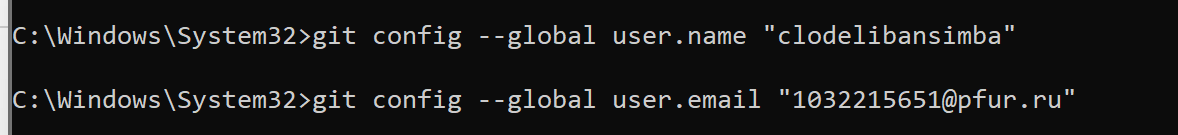 C:\Windows\System32>git config --global user.name "clodelibansimba"
C:\Windows\System32>git config --global user.email "1032215651@pfur.ru"